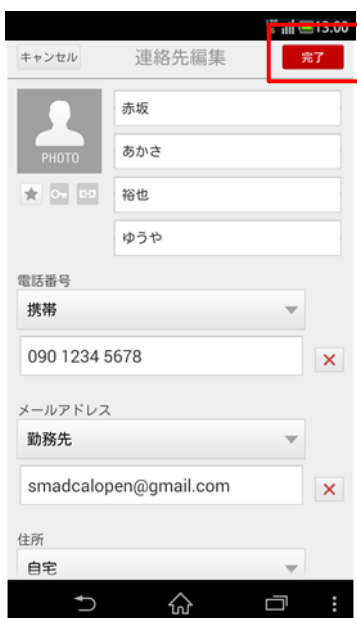 13:00
キャンセル
連絡先編集
完了
赤坂
PHOTO
あかさ
裕也
ゆうや
電話番号
携帯
090 1234 5678
メールアドレス
勤務先
smadcalopen@gmail.com
住所
自宅